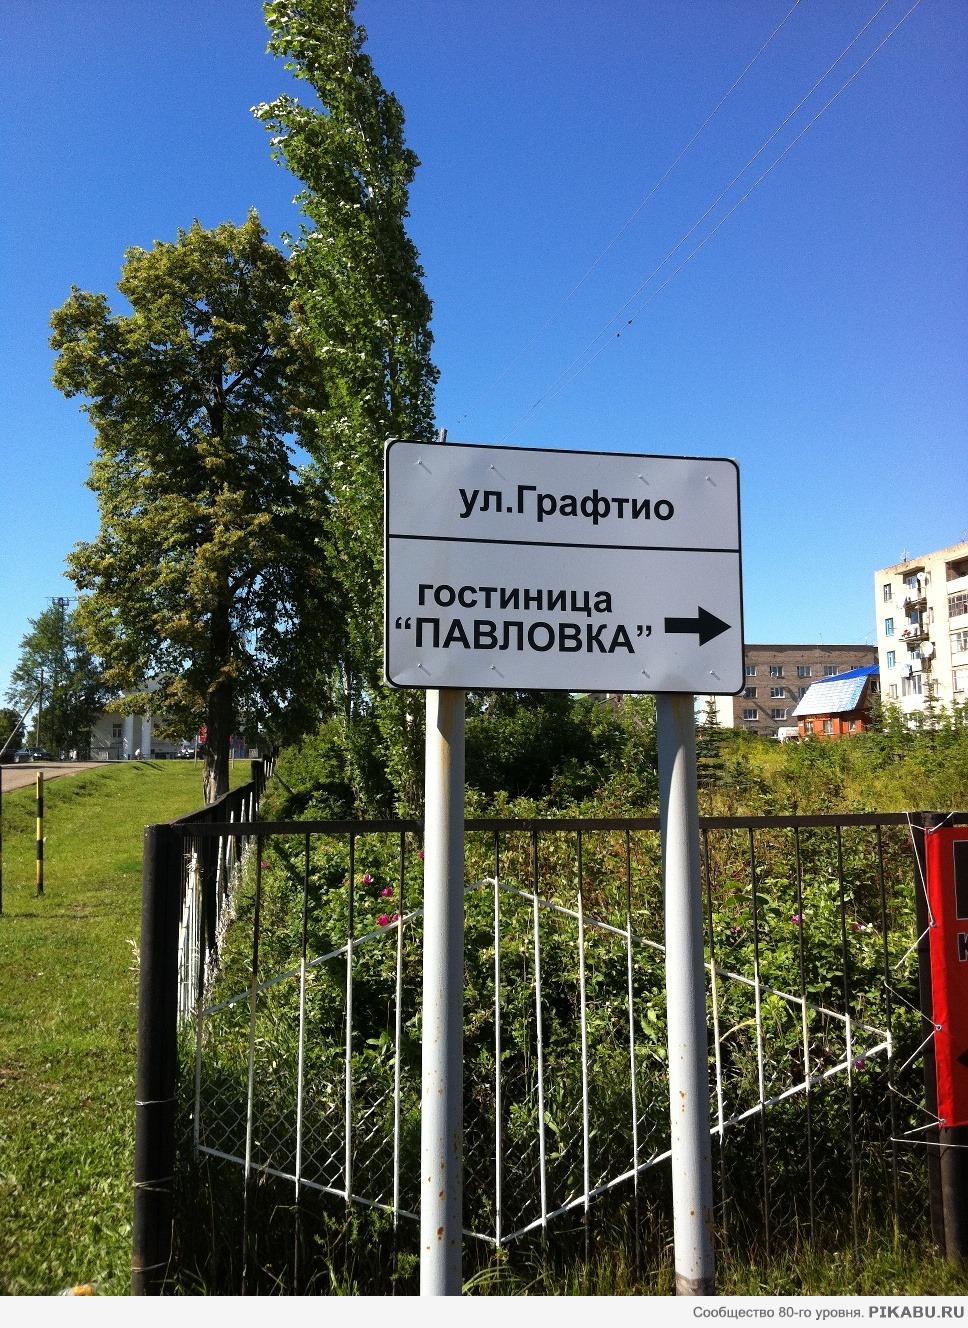 ул.Графтио
гостиница
“ПАВЛОВКА”
Сообщество 80-го уровня. PIKABU.RU